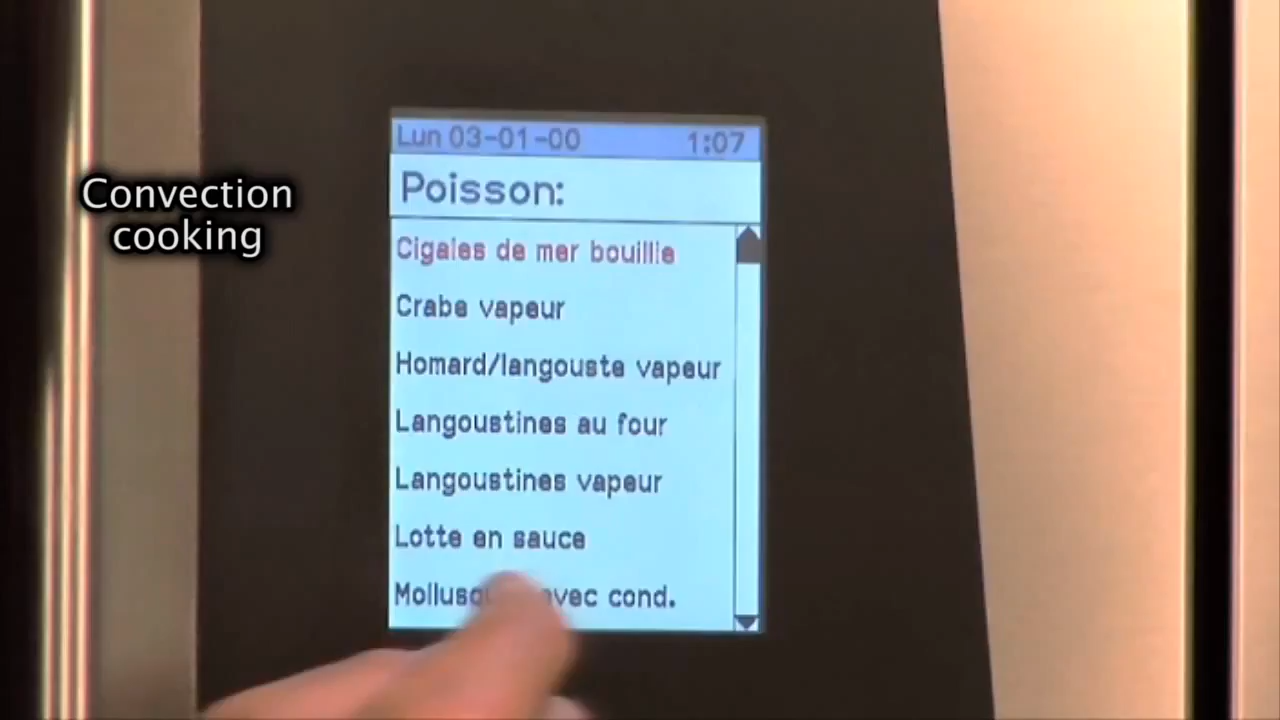 Convection
cooking
Lun 03-01-00 1:07
Poisson:
Cigales de mer bouillie
Crabe vapeur
Homard/langouste vapeur
Langoustines au four
Langoustines vapeur
Lotte en sauce
avec cond.